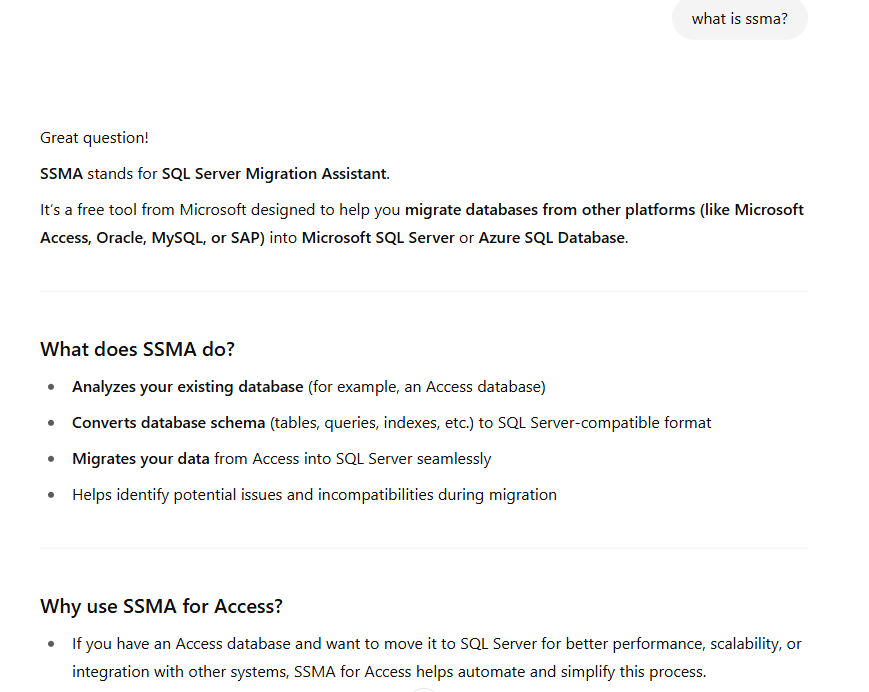 what is ssma?
Great question!
SSMA stands for SQL Server Migration Assistant.
It's a free tool from Microsoft designed to help you migrate databases from other platforms (like Microsoft
Access, Oracle, MySQL, or SAP) into Microsoft SQL Server or Azure SQL Database.
What does SSMA do?
• Analyzes your existing database (for example, an Access database)
• Converts database schema (tables, queries, indexes, etc.) to SQL Server-compatible format
• Migrates your data from Access into SQL Server seamlessly
• Helps identify potential issues and incompatibilities during migration
Why use SSMA for Access?
• If you have an Access database and want to move it to SQL Server for better performance, scalability, or
integration with other systems, SSMA for Access helps automate and simplify this process.